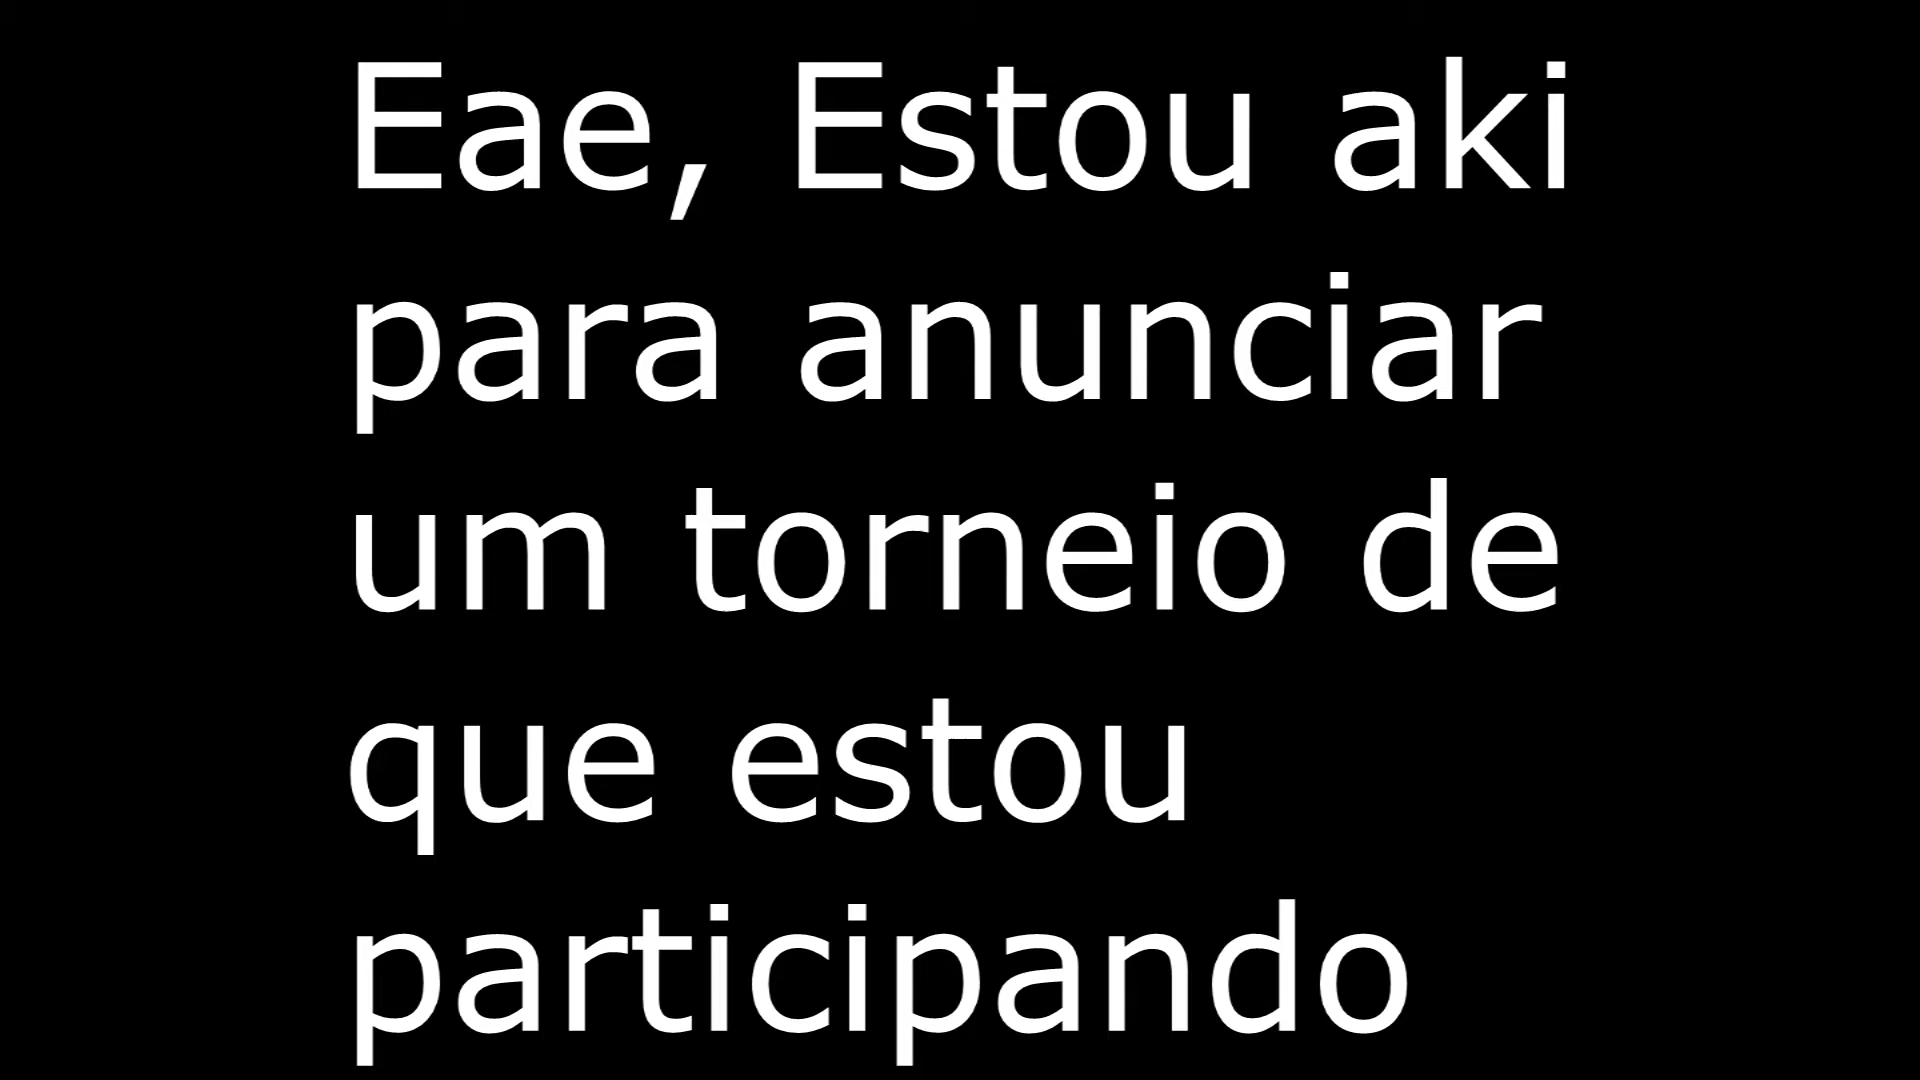 Eae, Estou aki
para anunciar
um torneio de
que estou
participando